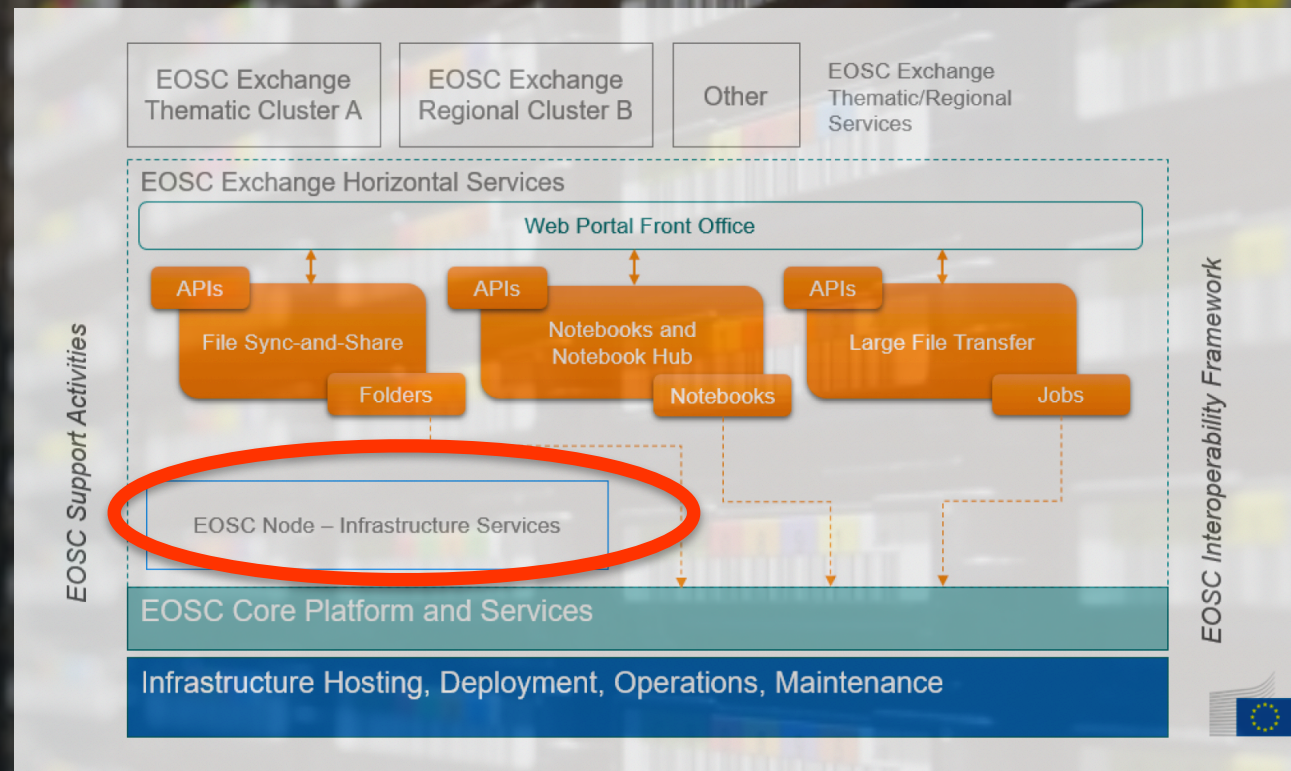 EOSC Exchange
Thematic Cluster A
EOSC Exchange
Regional Cluster B
Other
EOSC Exchange
Thematic/Regional
Services
EOSC Exchange Horizontal Services
Web Portal Front Office
APIs
File Sync-and-Share
Folders
APIs
Notebooks and
Notebook Hub
Notebooks
APIs
Large File Transfer
Jobs
EOSC Node – Infrastructure Services
EOSC Core Platform and Services
Infrastructure Hosting, Deployment, Operations, Maintenance
EOSC Support Activities
EOSC Interoperability Framework